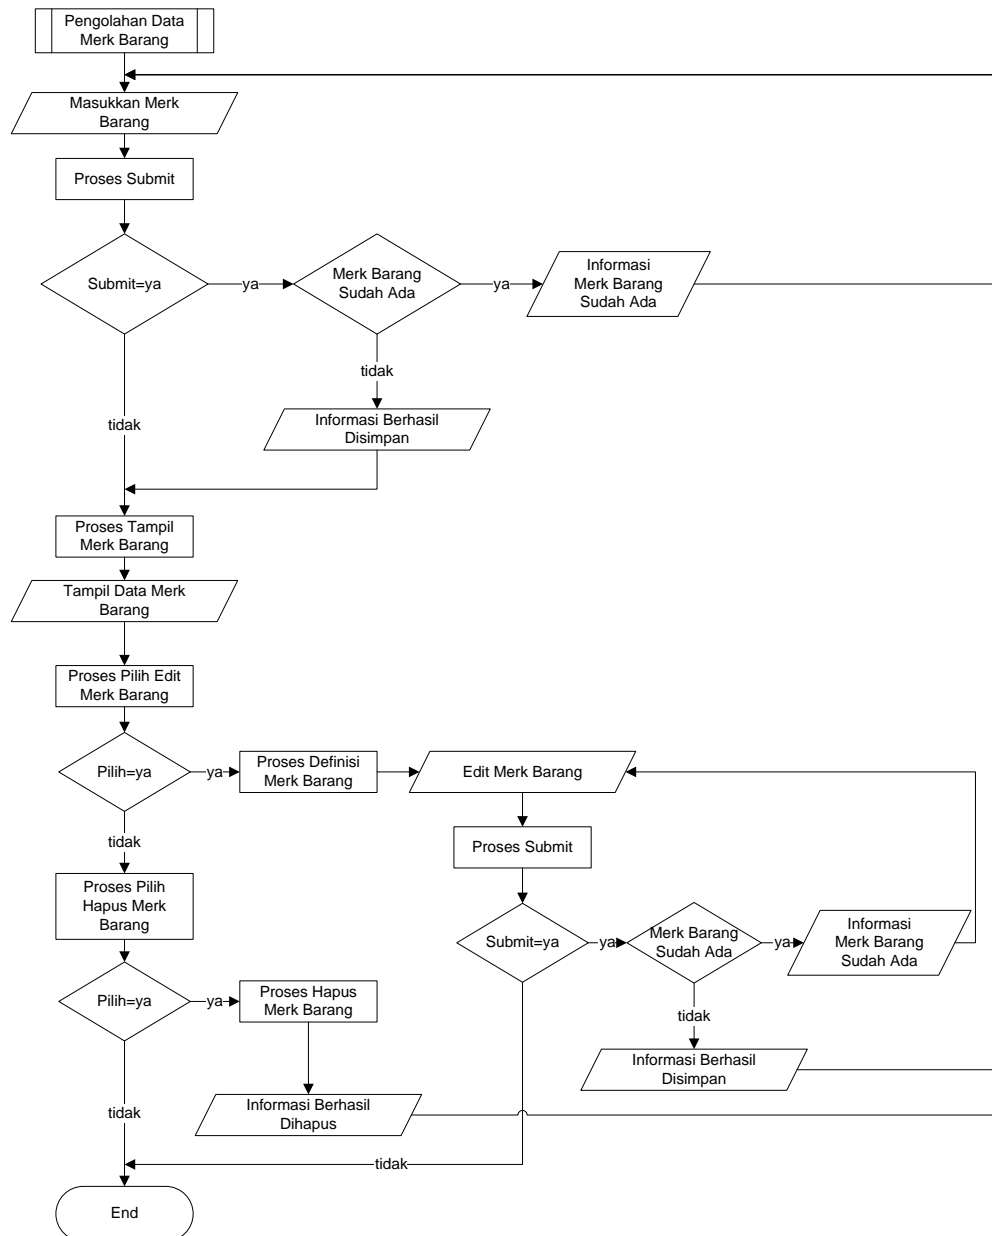 Pengolahan Data
Merk Barang
Masukkan Merk
Barang
Proses Submit
Submit=ya
ya
Merk Barang
Sudah Ada
ya
Informasi
Merk Barang
Sudah Ada
tidak
tidak
Informasi Berhasil
Disimpan
Proses Tampil
Merk Barang
Tampil Data Merk
Barang
Proses Pilih Edit
Merk Barang
Pilih=ya
ya
Proses Definisi
Merk Barang
Edit Merk Barang
tidak
Proses Submit
Proses Pilih
Hapus Merk
Barang
Submit=ya
ya
Merk Barang
Sudah Ada
ya
Informasi
Merk Barang
Sudah Ada
Pilih=ya
ya
Proses Hapus
Merk Barang
tidak
Informasi Berhasil
Disimpan
tidak
Informasi Berhasil
Dihapus
tidak
End